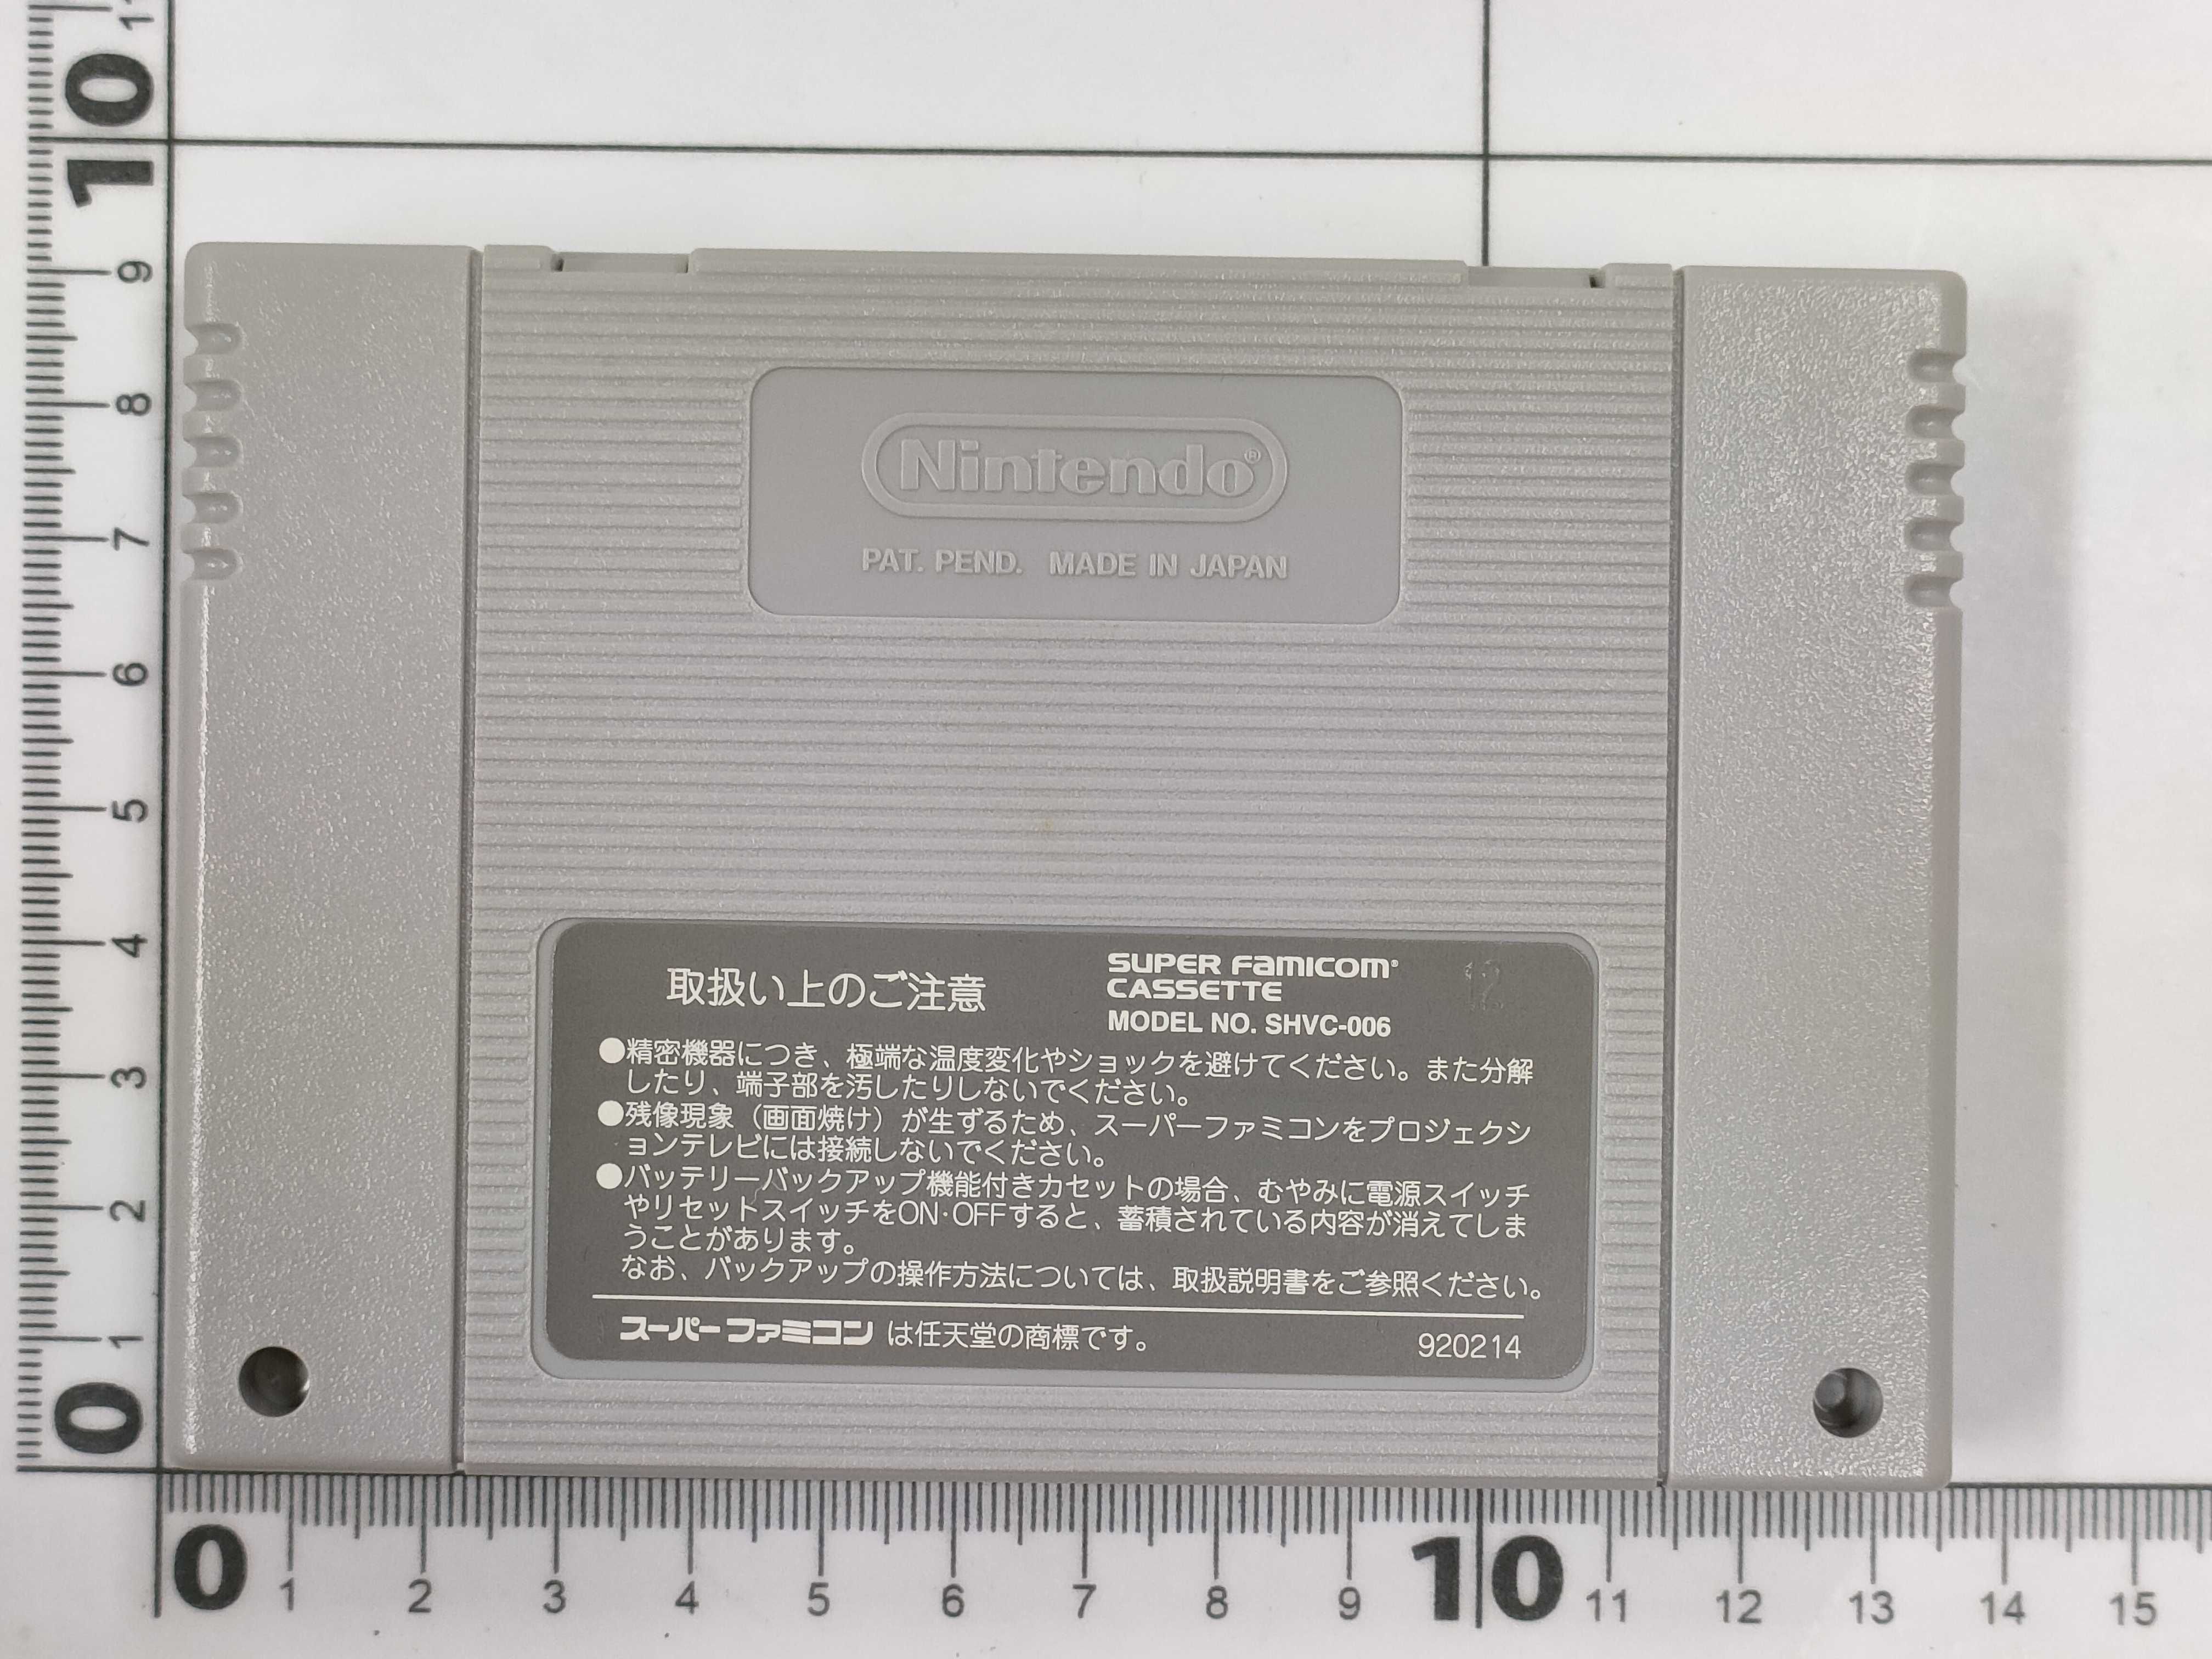 11
10
9
8
7
6
5
4
3
2
1
0
Nintendo®
PAT. PEND. MADE IN JAPAN
取扱い上のご注意
SUPER FAMICOM®
CASSETTE
MODEL NO. SHVC-006
12
●精密機器につき、極端な温度変化やショックを避けてください。また分解
したり、端子部を汚したりしないでください。
●残像現象（画面焼け）が生ずるため、スーパーファミコンをプロジェクシ
ョンテレビには接続しないでください。
●バッテリーバックアップ機能付きカセットの場合、むやみに電源スイッチ
やリセットスイッチをON・OFFすると、蓄積されている内容が消えてしま
うことがあります。
なお、バックアップの操作方法については、取扱説明書をご参照ください。
スーパーファミコン は任天堂の商標です。
920214
0 1 2 3 4 5 6 7 8 9 10 11 12 13 14 15